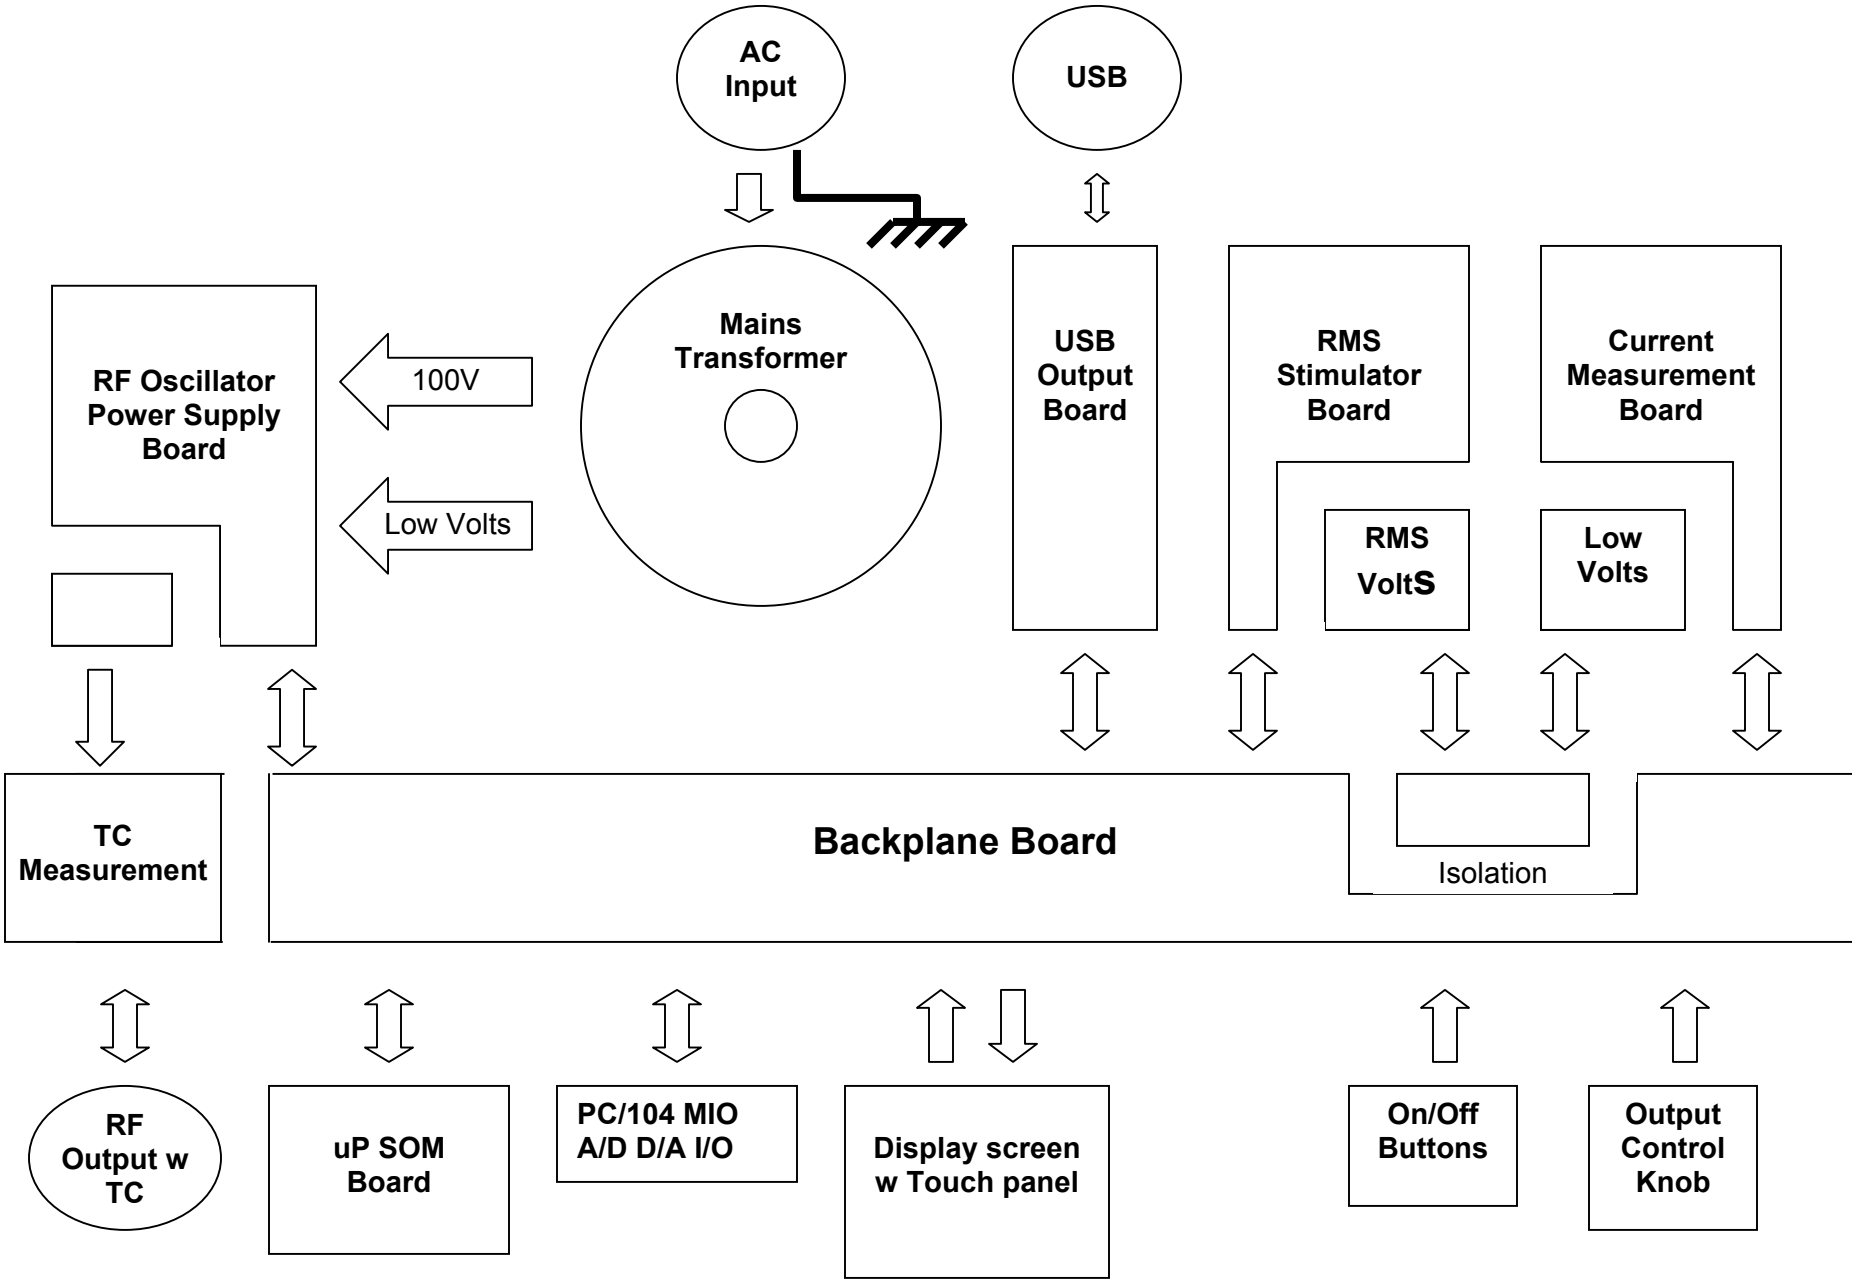 AC
Input
USB
Mains
Transformer
RF Oscillator
Power Supply
Board
100V
Low Volts
USB
Output
Board
RMS
Stimulator
Board
Current
Measurement
Board
RMS
Volts
Low
Volts
TC
Measurement
Backplane Board
Isolation
RF
Output w
TC
uP SOM
Board
PC/104 MIO
A/D D/A I/O
Display screen
w Touch panel
On/Off
Buttons
Output
Control
Knob